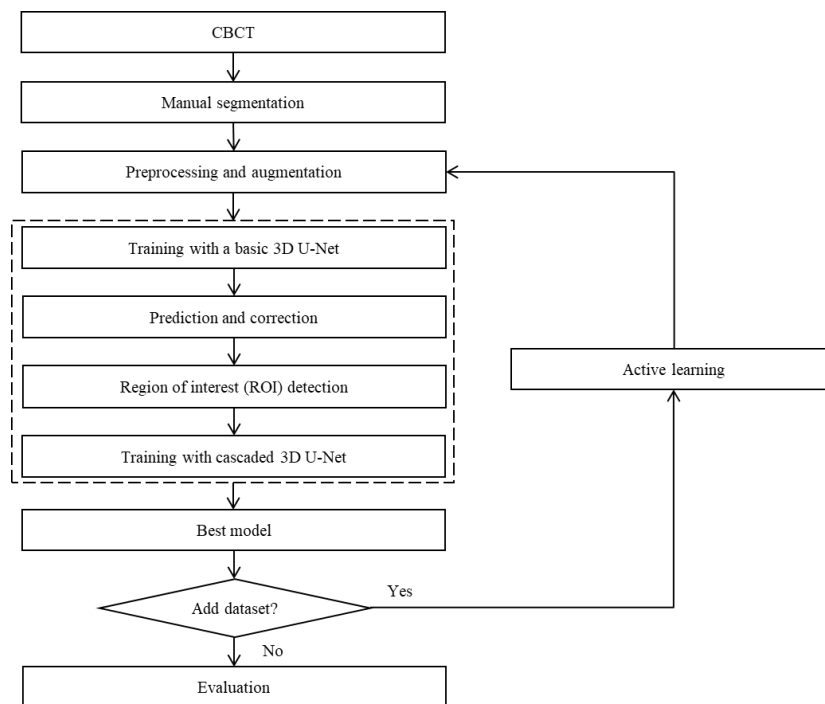 CBCT
Manual segmentation
Preprocessing and augmentation
Training with a basic 3D U-Net
Prediction and correction
Region of interest (ROI) detection
Active learning
Training with cascaded 3D U-Net
Best model
Yes
Add dataset?
No
Evaluation